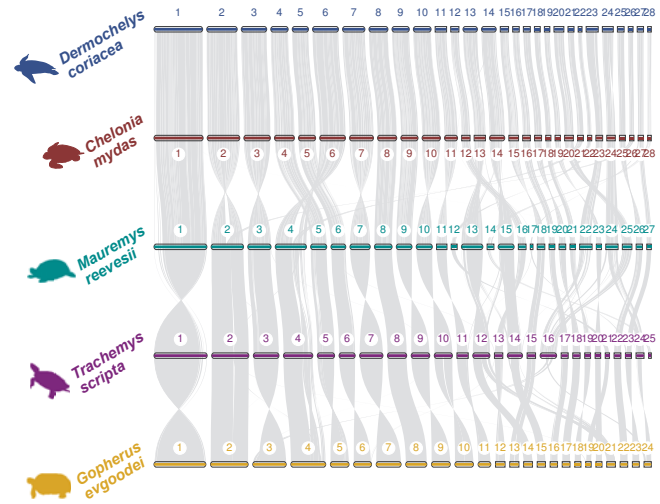 1 2 3 4 5 6 7 8 9 10 11 12 13 14 15 16 17 18 19 20 21 22 23 24 25 26 27 28
Dermochelys
coriacea
Chelonia
mydas
1 2 3 4 5 6 7 8 9 10 11 12 13 14 15 16 17 18 19 20 21 22 23 24 25 26 27 28
1 2 3 4 5 6 7 8 9 10 11 12 13 14 15 16 17 18 19 20 21 22 23 24 25 26 27
Mauremys
reevesii
1 2 3 4 5 6 7 8 9 10 11 12 13 14 15 16 17 18 19 20 21 22 23 24 25
Trachemys
scripta
1 2 3 4 5 6 7 8 9 10 11 12 13 14 15 16 17 18 19 20 21 22 23 24
Gopherus
evgoodei